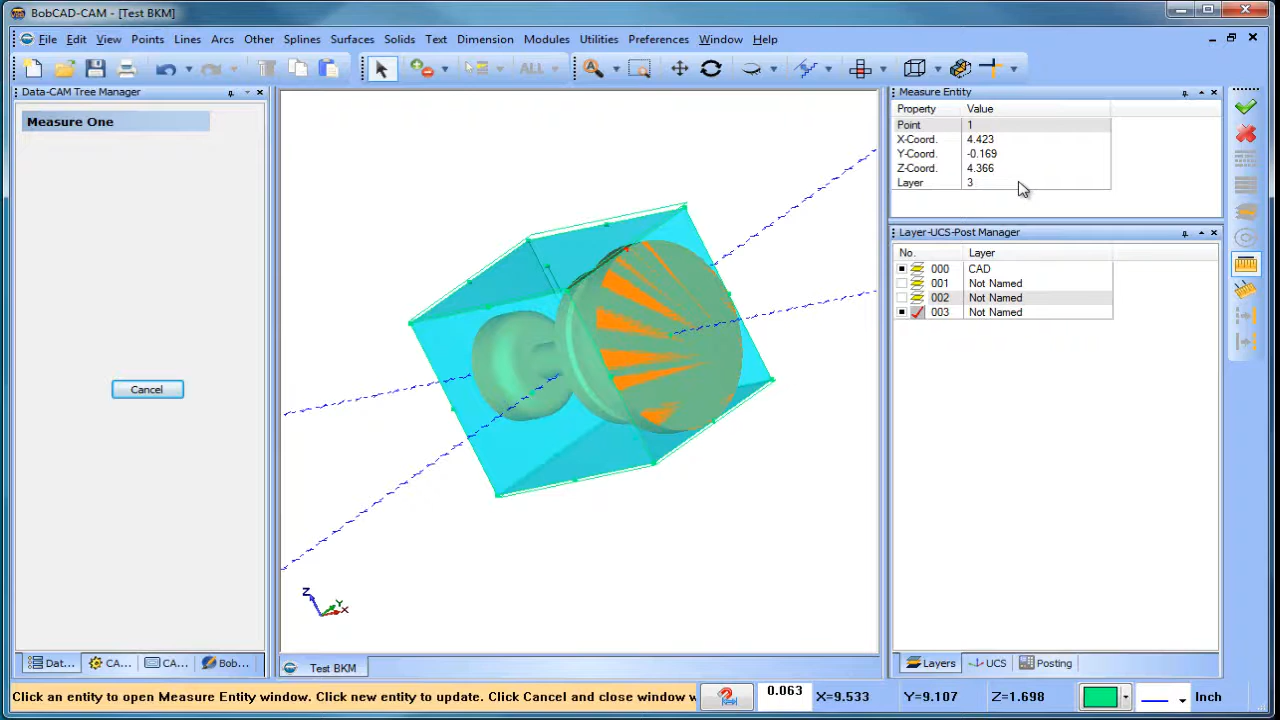 BobCAD-CAM - [Test BKM]
File Edit View Points Lines Arcs Other Splines Surfaces Solids Text Dimension Modules Utilities Preferences Window Help
ALL
Data-CAM Tree Manager
Measure One
Cancel
Dat... CA... CA... Bob...
Z
Y
X
Test BKM
Measure Entity
Property Value
Point 1
X-Coord. 4.423
Y-Coord. -0.169
Z-Coord. 4.366
Layer 3
Layer-UCS-Post Manager
No. Layer
000 CAD
001 Not Named
002 Not Named
003 Not Named
Layers UCS Posting
Click an entity to open Measure Entity window. Click new entity to update. Click Cancel and close window w
0.063 X=9.533 Y=9.107 Z=1.698 Inch